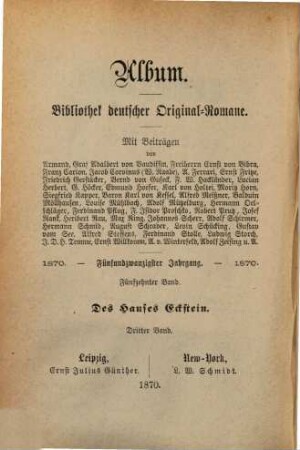 Album.
Bibliothek deutscher Original-Romane.
Mit Beiträgen
von
Armand, Graf Adalbert von Baudissin, Freiherrn Ernst von Bibra,
Franz Carion, Jacob Corvinus (W. Raabe), A. Ferrari, Ernst Fritze,
Friedrich Gerstäcker, Bernd von Guseck, F. W. Hackländer, Lucian
Herbert, G. Höcker, Edmund Hoefer, Karl von Holtei, Moritz Horn,
Siegfried Kapper, Baron Karl von Kessel, Alfred Meißner, Balduin
Möllhausen, Louise Mühlbach, Adolf Mützelburg, Hermann Oel-
schläger, Ferdinand Pflug, F. Isidor Proschko, Robert Prutz, Josef
Rank, Heribert Rau, Max Ring, Johannes Scherr, Adolf Schirmer,
Hermann Schmid, August Schrader, Levin Schücking, Gustav
vom See, Alfred Steffens, Ferdinand Stolle, Ludwig Storch,
J. D. H. Temme, Ernst Willkomm, A. v. Winterfeld, Adolf Zeising u. A.
1870. — Fünfundzwanzigster Jahrgang. — 1870.
Fünfzehnter Band.
Des Hauses Eckstein.
Dritter Band.
Leipzig, New-York,
Ernst Julius Günther. L. W. Schmidt.
1870.